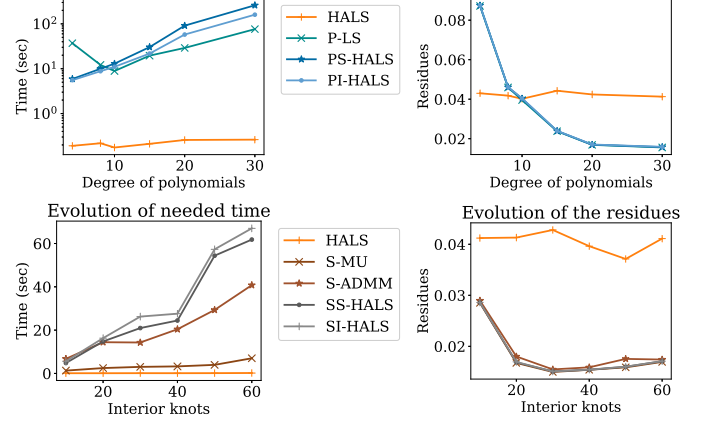 HALS
P-LS
PS-HALS
PI-HALS
Time (sec)
10²
10¹
10⁰
10 20 30
Degree of polynomials
Residues
0.08
0.06
0.04
0.02
10 20 30
Degree of polynomials
Evolution of needed time
Time (sec)
60
40
20
0
20 40 60
Interior knots
HALS
S-MU
S-ADMM
SS-HALS
SI-HALS
Evolution of the residues
Residues
0.04
0.03
0.02
20 40 60
Interior knots